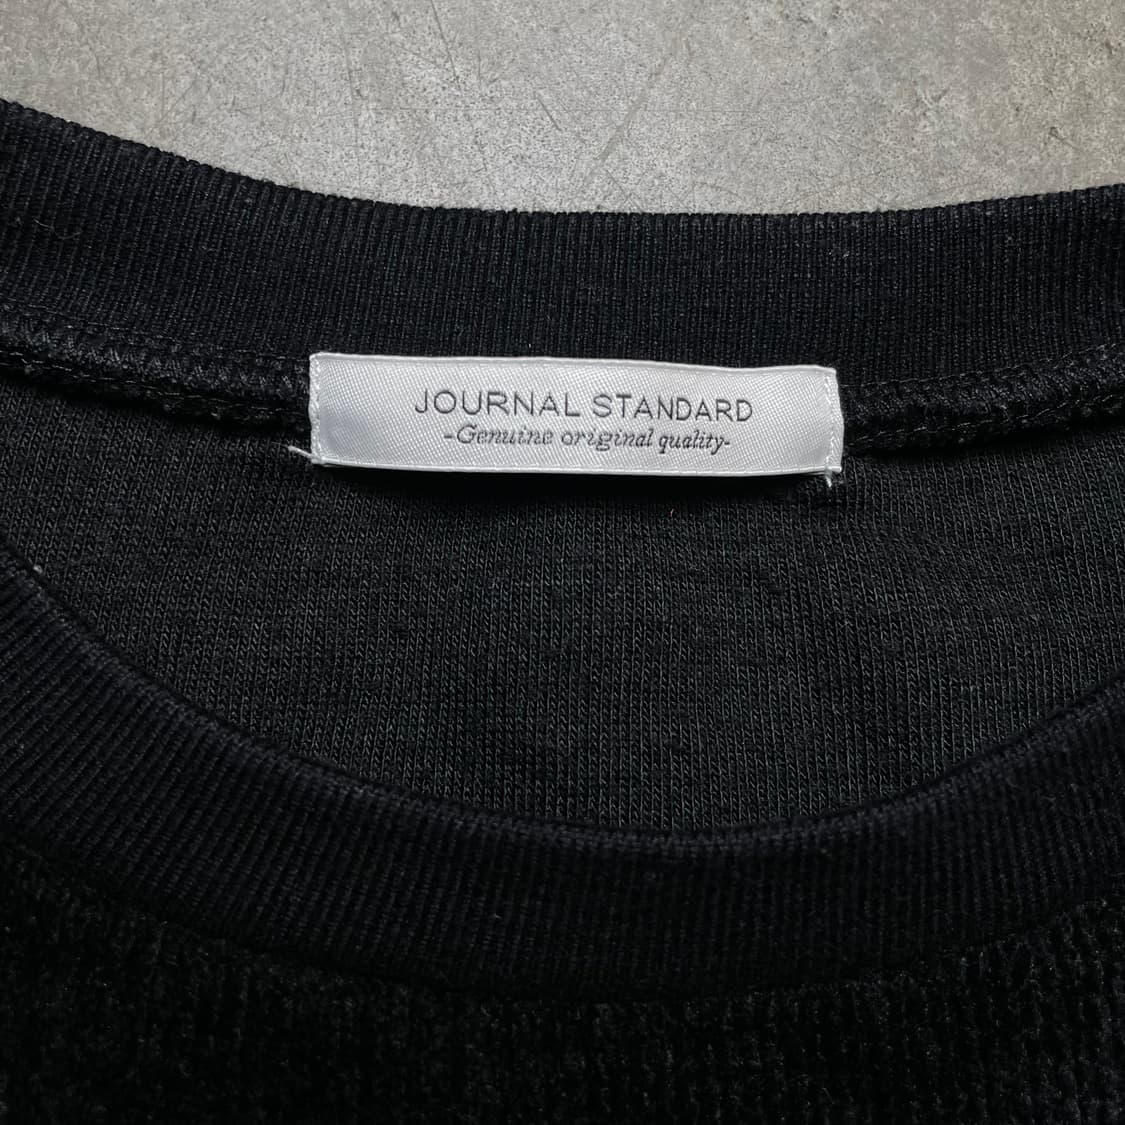 JOURNAL STANDARD
-Genuine original quality-